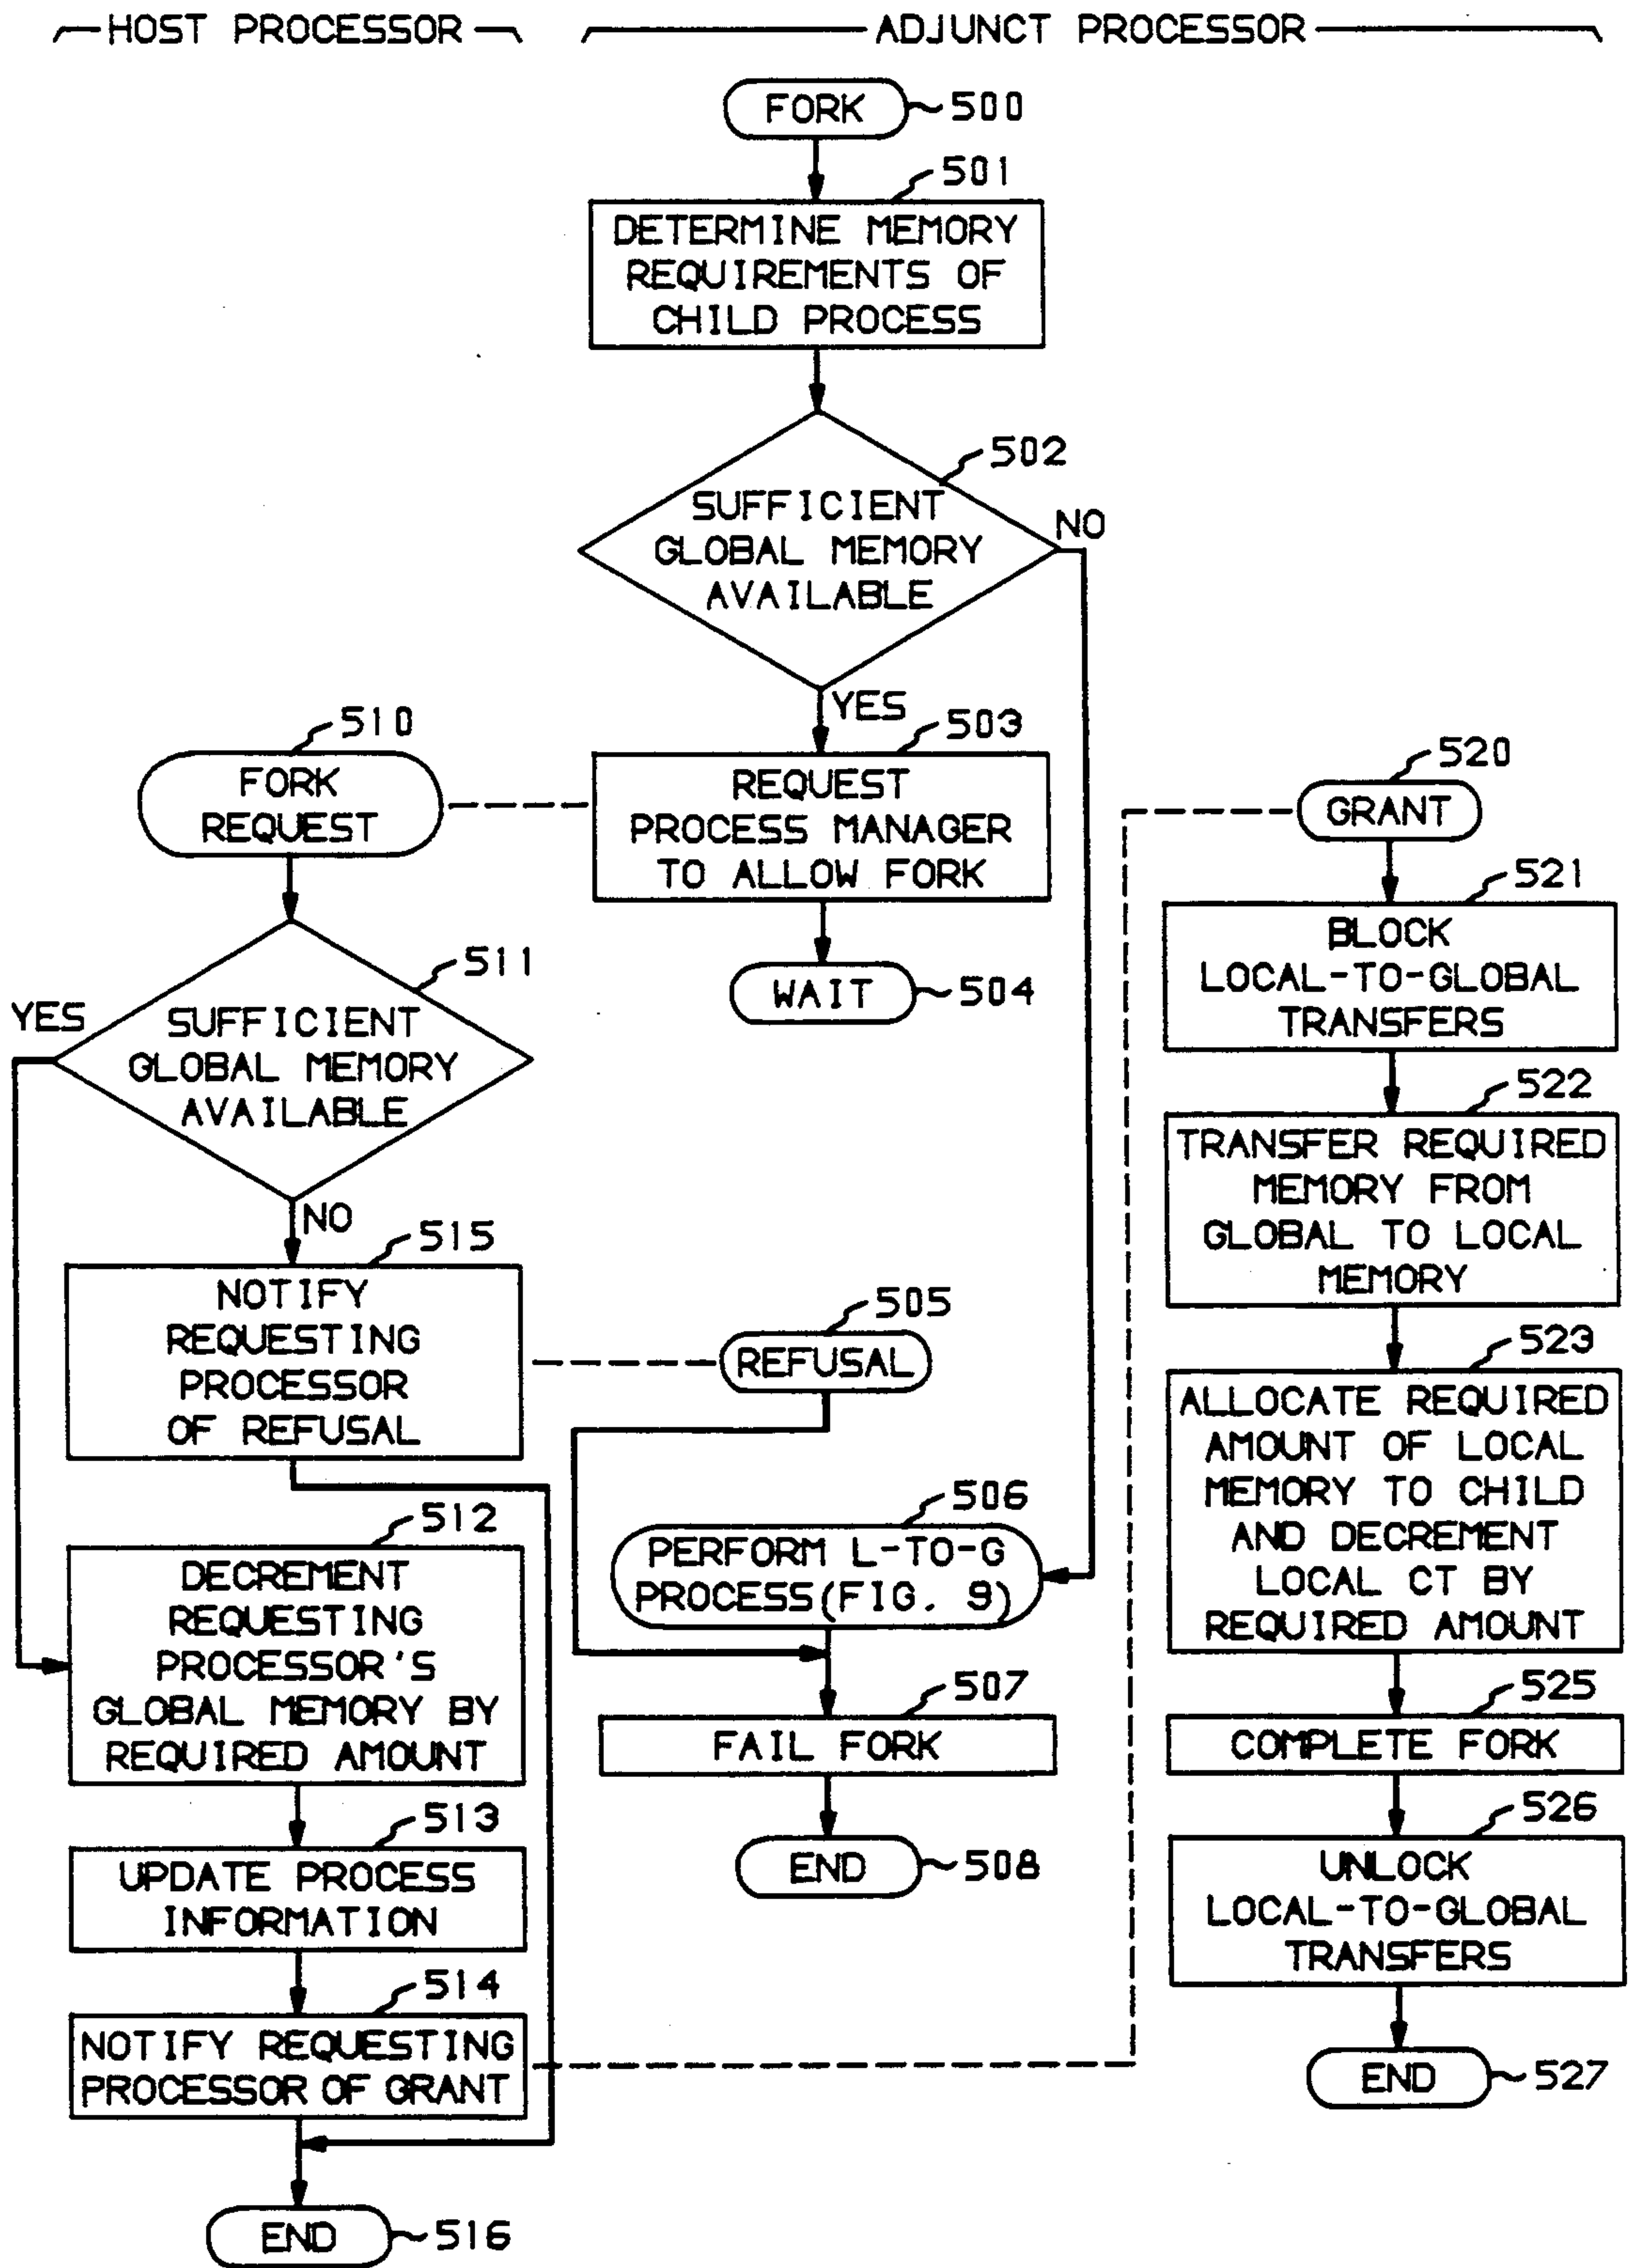 HOST PROCESSOR
ADJUNCT PROCESSOR
FORK
500
501
DETERMINE MEMORY
REQUIREMENTS OF
CHILD PROCESS
502
SUFFICIENT
GLOBAL MEMORY
AVAILABLE
NO
YES
503
REQUEST
PROCESS MANAGER
TO ALLOW FORK
WAIT
504
510
FORK
REQUEST
511
YES
SUFFICIENT
GLOBAL MEMORY
AVAILABLE
NO
515
NOTIFY
REQUESTING
PROCESSOR
OF REFUSAL
512
DECREMENT
REQUESTING
PROCESSOR'S
GLOBAL MEMORY BY
REQUIRED AMOUNT
513
UPDATE PROCESS
INFORMATION
514
NOTIFY REQUESTING
PROCESSOR OF GRANT
END
516
505
REFUSAL
506
PERFORM L-TO-G
PROCESS(FIG. 9)
507
FAIL FORK
END
508
520
GRANT
521
BLOCK
LOCAL-TO-GLOBAL
TRANSFERS
522
TRANSFER REQUIRED
MEMORY FROM
GLOBAL TO LOCAL
MEMORY
523
ALLOCATE REQUIRED
AMOUNT OF LOCAL
MEMORY TO CHILD
AND DECREMENT
LOCAL CT BY
REQUIRED AMOUNT
525
COMPLETE FORK
526
UNLOCK
LOCAL-TO-GLOBAL
TRANSFERS
END
527